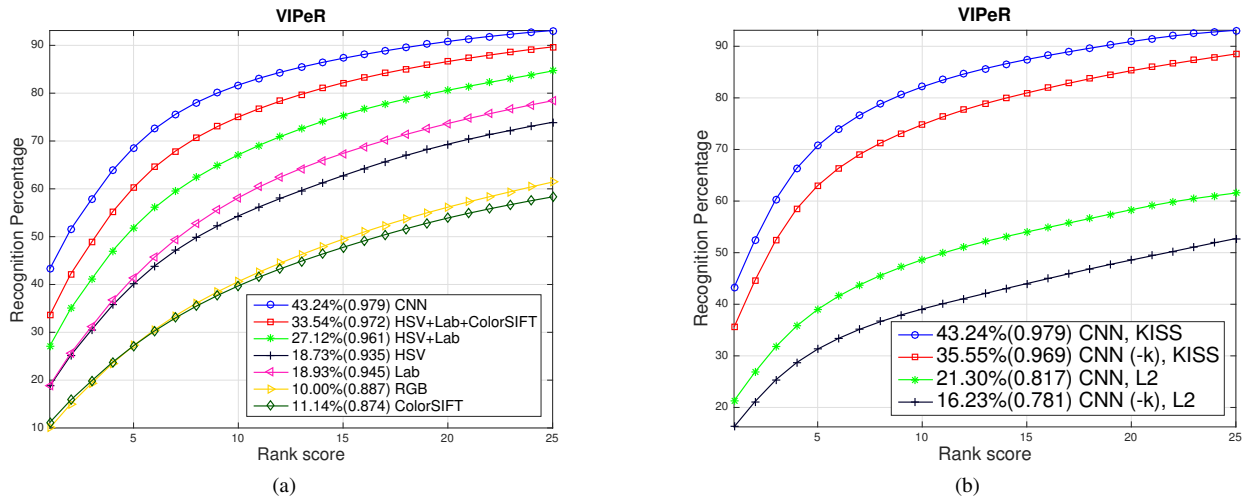 VIPeR
90
80
70
60
50
40
30
20
10
Recognition Percentage
43.24%(0.979) CNN
33.54%(0.972) HSV+Lab+ColorSIFT
27.12%(0.961) HSV+Lab
18.73%(0.935) HSV
18.93%(0.945) Lab
10.00%(0.887) RGB
11.14%(0.874) ColorSIFT
5 10 15 20 25
Rank score
(a)
VIPeR
90
80
70
60
50
40
30
20
Recognition Percentage
43.24%(0.979) CNN, KISS
35.55%(0.969) CNN (-k), KISS
21.30%(0.817) CNN, L2
16.23%(0.781) CNN (-k), L2
5 10 15 20 25
Rank score
(b)